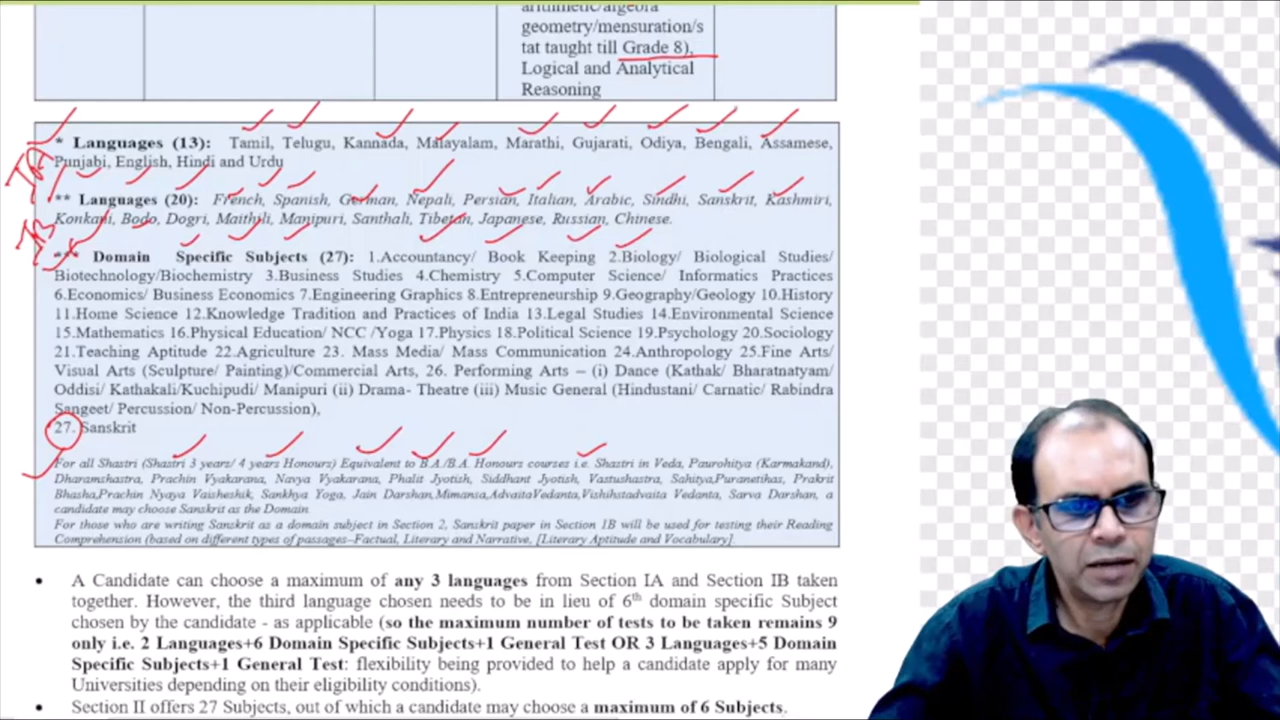 arithmetic/algebra
geometry/mensuration/s
tat taught till Grade 8),
Logical and Analytical
Reasoning
* Languages (13): Tamil, Telugu, Kannada, Malayalam, Marathi, Gujarati, Odiya, Bengali, Assamese,
Punjabi, English, Hindi and Urdu
IA
** Languages (20): French, Spanish, German, Nepali, Persian, Italian, Arabic, Sindhi, Sanskrit, Kashmiri,
Konkani, Bodo, Dogri, Maithili, Manipuri, Santhali, Tibetan, Japanese, Russian, Chinese.
IB
*** Domain Specific Subjects (27): 1.Accountancy/ Book Keeping 2.Biology/ Biological Studies/
Biotechnology/Biochemistry 3.Business Studies 4.Chemistry 5.Computer Science/ Informatics Practices
6.Economics/ Business Economics 7.Engineering Graphics 8.Entrepreneurship 9.Geography/Geology 10.History
11.Home Science 12.Knowledge Tradition and Practices of India 13.Legal Studies 14.Environmental Science
15.Mathematics 16.Physical Education/ NCC /Yoga 17.Physics 18.Political Science 19.Psychology 20.Sociology
21.Teaching Aptitude 22.Agriculture 23. Mass Media/ Mass Communication 24.Anthropology 25.Fine Arts/
Visual Arts (Sculpture/ Painting)/Commercial Arts, 26. Performing Arts – (i) Dance (Kathak/ Bharatnatyam/
Oddisi/ Kathakali/Kuchipudi/ Manipuri (ii) Drama- Theatre (iii) Music General (Hindustani/ Carnatic/ Rabindra
Sangeet/ Percussion/ Non-Percussion),
27. Sanskrit
For all Shastri (Shastri 3 years/ 4 years Honours) Equivalent to B.A./B.A. Honours courses i.e. Shastri in Veda, Paurohitya (Karmakand),
Dharamshastra, Prachin Vyakarana, Navya Vyakarana, Phalit Jyotish, Siddhant Jyotish, Vastushastra, Sahitya,Puranetihas, Prakrit
Bhasha,Prachin Nyaya Vaisheshik, Sankhya Yoga, Jain Darshan,Mimansa,AdvaitaVedanta,Vishihstadvaita Vedanta, Sarva Darshan, a
candidate may choose Sanskrit as the Domain
For those who are writing Sanskrit as a domain subject in Section 2, Sanskrit paper in Section 1B will be used for testing their Reading
Comprehension (based on different types of passages–Factual, Literary and Narrative, [Literary Aptitude and Vocabulary].
• A Candidate can choose a maximum of any 3 languages from Section IA and Section IB taken
together. However, the third language chosen needs to be in lieu of 6th domain specific Subject
chosen by the candidate - as applicable (so the maximum number of tests to be taken remains 9
only i.e. 2 Languages+6 Domain Specific Subjects+1 General Test OR 3 Languages+5 Domain
Specific Subjects+1 General Test: flexibility being provided to help a candidate apply for many
Universities depending on their eligibility conditions).
• Section II offers 27 Subjects, out of which a candidate may choose a maximum of 6 Subjects.